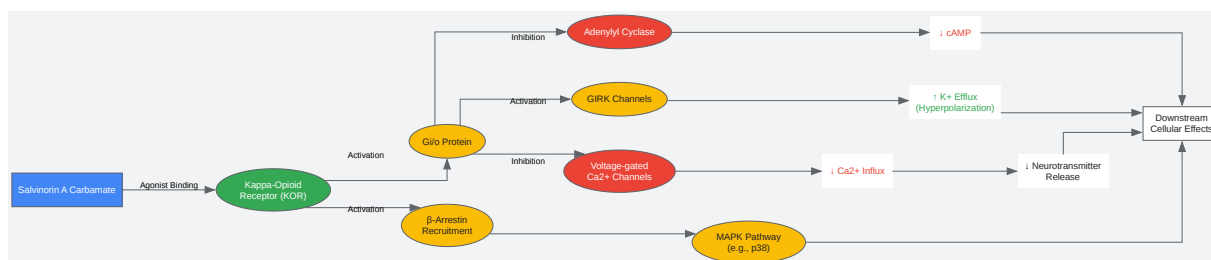 Adenylyl Cyclase
Inhibition
↓ cAMP
GIRK Channels
Activation
↑ K+ Efflux
(Hyperpolarization)
Downstream
Cellular Effects
Gi/o Protein
Activation
Inhibition
Voltage-gated
Ca2+ Channels
↓ Ca2+ Influx
↓ Neurotransmitter
Release
Salvinorin A Carbamate
Agonist Binding
Kappa-Opioid
Receptor (KOR)
Activation
β-Arrestin
Recruitment
MAPK Pathway
(e.g., p38)